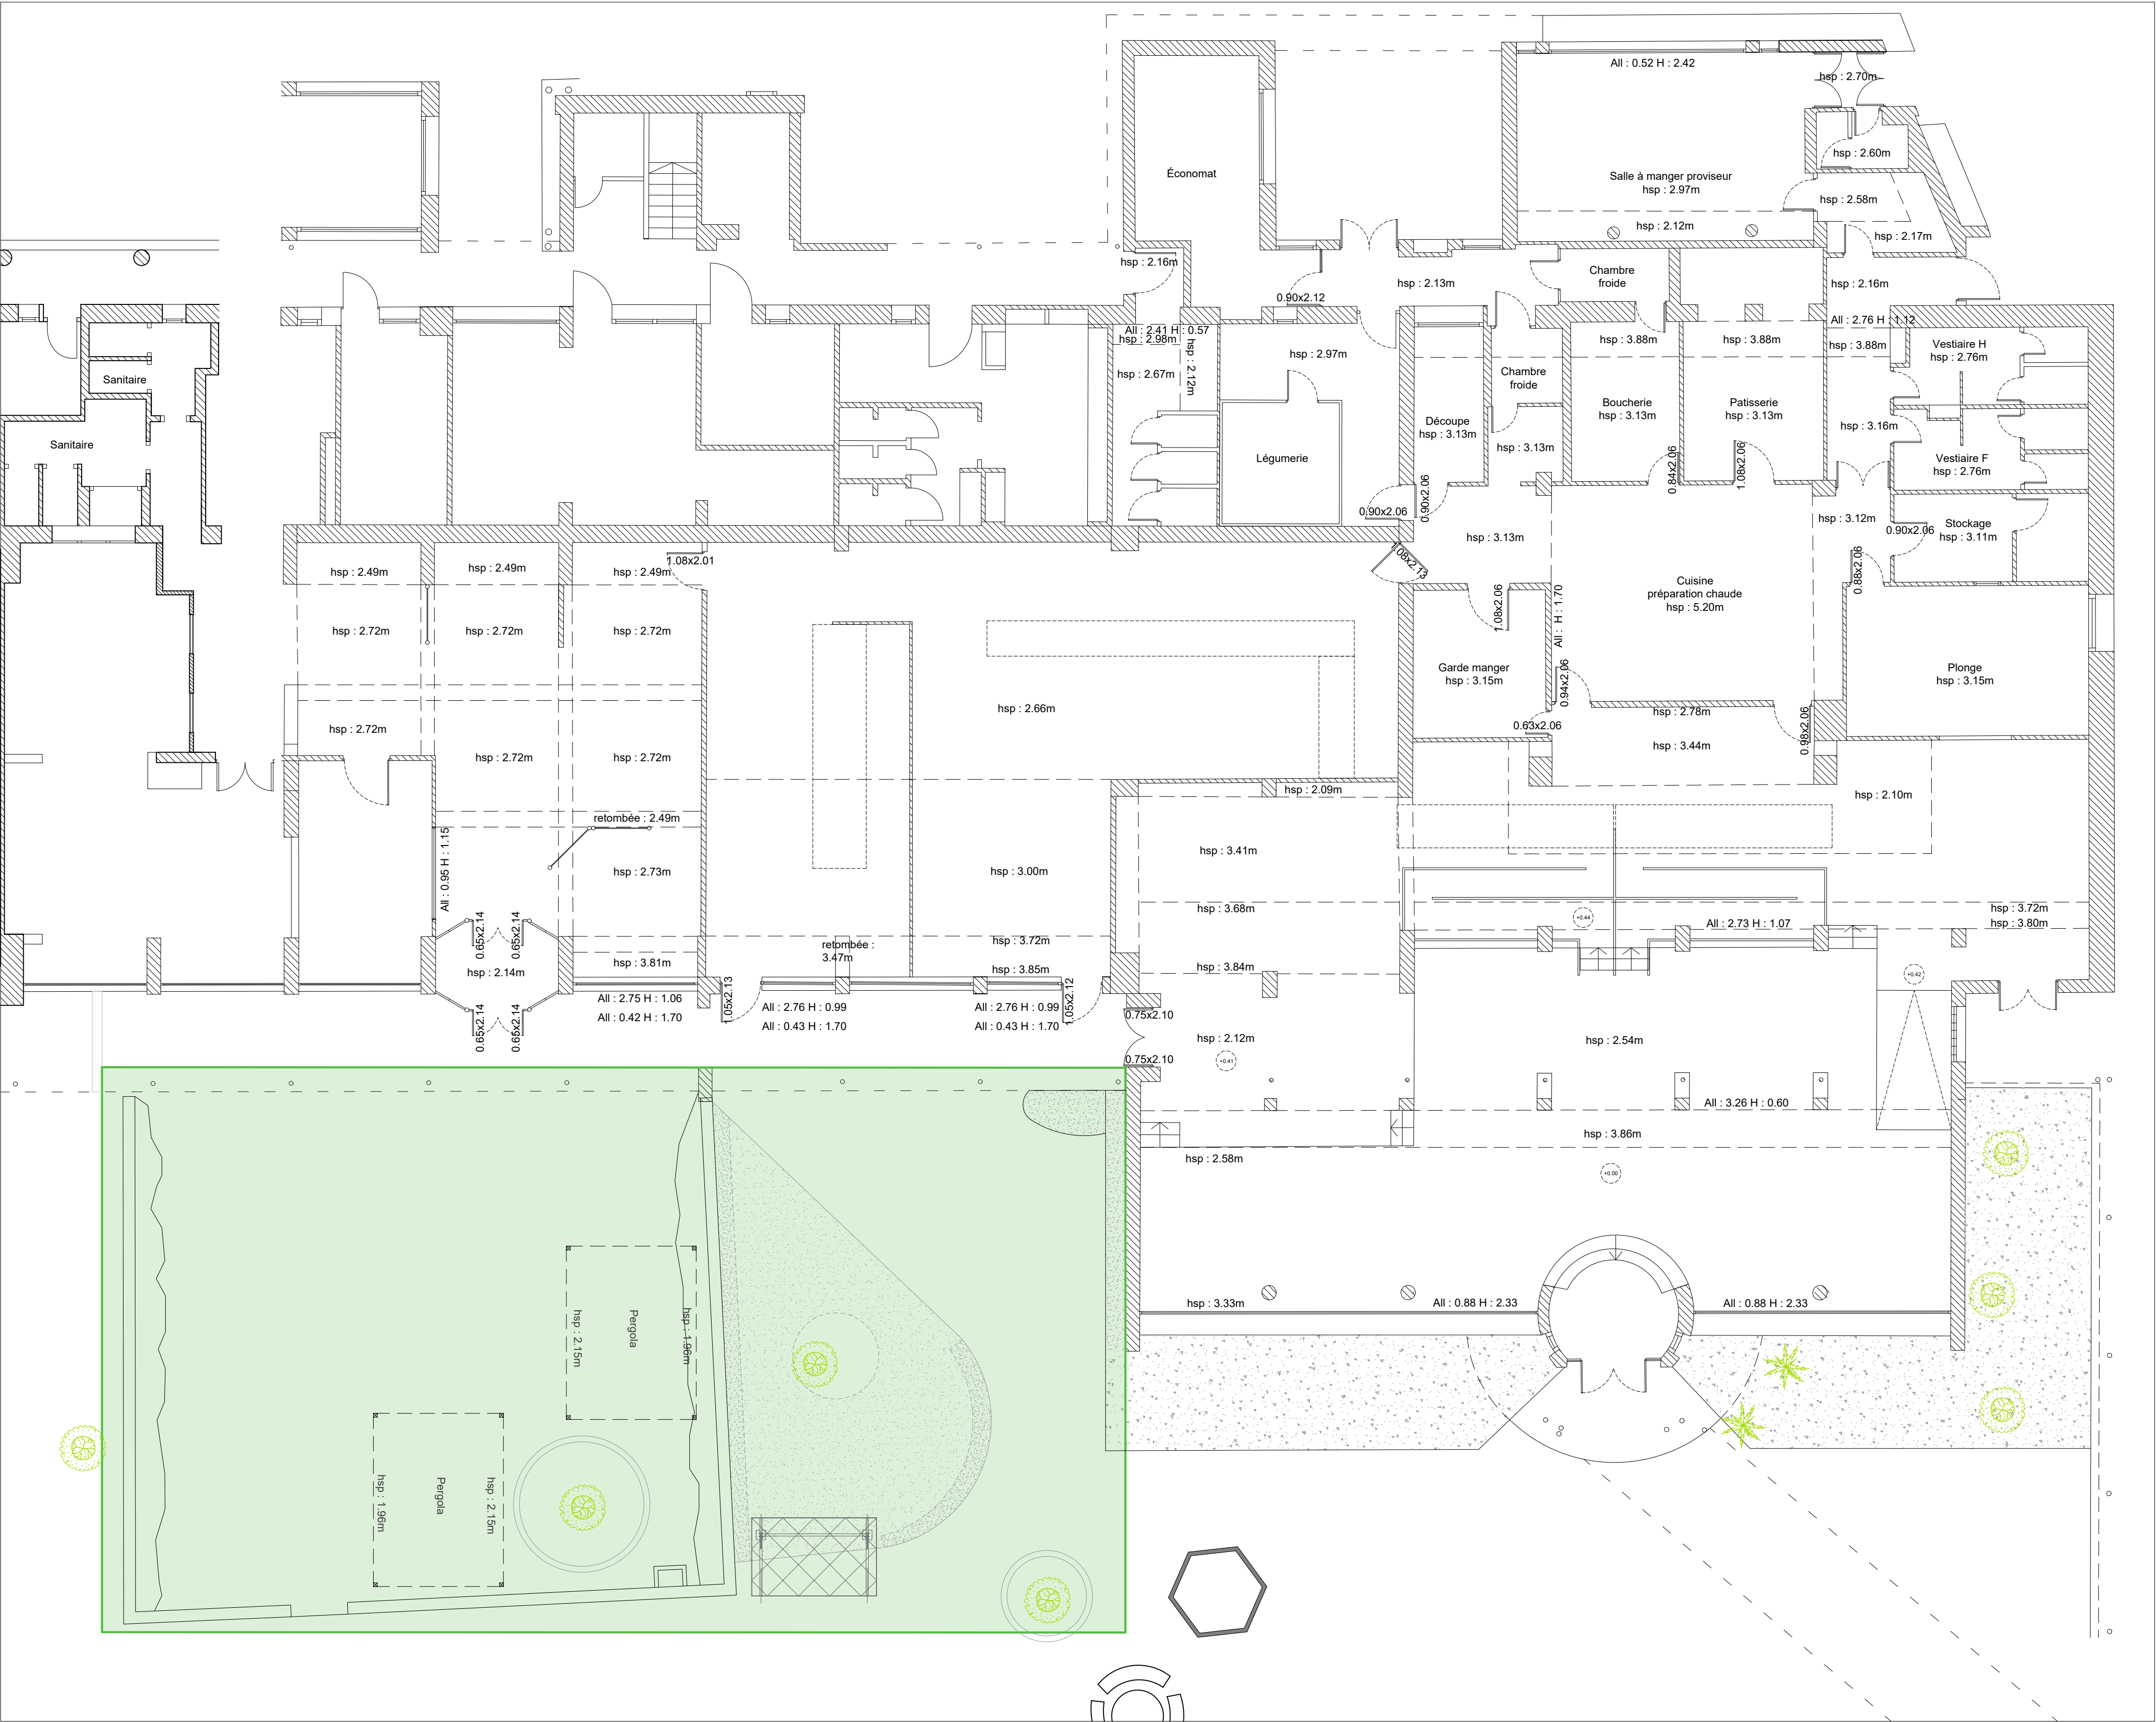 All : 0.52 H : 2.42
hsp : 2.70m
hsp : 2.60m
Économat
Salle à manger proviseur
hsp : 2.97m
hsp : 2.58m
hsp : 2.12m
hsp : 2.17m
hsp : 2.16m
0.90x2.12
hsp : 2.13m
Chambre
froide
hsp : 2.16m
All : 2.41 H : 0.57
hsp : 2.98m
hsp : 2.12m
hsp : 2.67m
hsp : 2.97m
hsp : 3.88m
hsp : 3.88m
All : 2.76 H : 1.12
hsp : 3.88m
Vestiaire H
hsp : 2.76m
Sanitaire
Sanitaire
Chambre
froide
Découpe
hsp : 3.13m
hsp : 3.13m
Boucherie
hsp : 3.13m
Patisserie
hsp : 3.13m
hsp : 3.16m
Vestiaire F
hsp : 2.76m
Légumerie
0.84x2.06
1.08x2.06
0.90x2.06
0.90x2.06
hsp : 3.12m
0.90x2.06
Stockage
hsp : 3.11m
hsp : 3.13m
1.08x2.13
hsp : 2.49m
hsp : 2.49m
hsp : 2.49m
1.08x2.01
0.88x2.06
Cuisine
préparation chaude
hsp : 5.20m
1.08x2.06
All : H : 1.70
hsp : 2.72m
hsp : 2.72m
hsp : 2.72m
Garde manger
hsp : 3.15m
0.94x2.06
Plonge
hsp : 3.15m
hsp : 2.66m
hsp : 2.78m
0.63x2.06
0.98x2.06
hsp : 3.44m
hsp : 2.72m
hsp : 2.72m
hsp : 2.72m
hsp : 2.09m
hsp : 2.10m
retombée : 2.49m
hsp : 3.41m
All : 0.95 H : 1.15
hsp : 2.73m
hsp : 3.00m
hsp : 3.68m
+0.44
All : 2.73 H : 1.07
hsp : 3.72m
hsp : 3.80m
0.65x2.14
0.65x2.14
retombée :
3.47m
hsp : 3.72m
hsp : 2.14m
hsp : 3.81m
hsp : 3.85m
hsp : 3.84m
+0.42
All : 2.75 H : 1.06
All : 0.42 H : 1.70
1.05x2.13
All : 2.76 H : 0.99
All : 0.43 H : 1.70
All : 2.76 H : 0.99
All : 0.43 H : 1.70
1.05x2.12
0.75x2.10
0.65x2.14
0.65x2.14
hsp : 2.12m
hsp : 2.54m
0.75x2.10
+0.41
All : 3.26 H : 0.60
hsp : 3.86m
hsp : 2.58m
+0.00
hsp : 3.33m
All : 0.88 H : 2.33
All : 0.88 H : 2.33
hsp : 2.15m
Pergola
hsp : 1.96m
hsp : 1.96m
Pergola
hsp : 2.15m